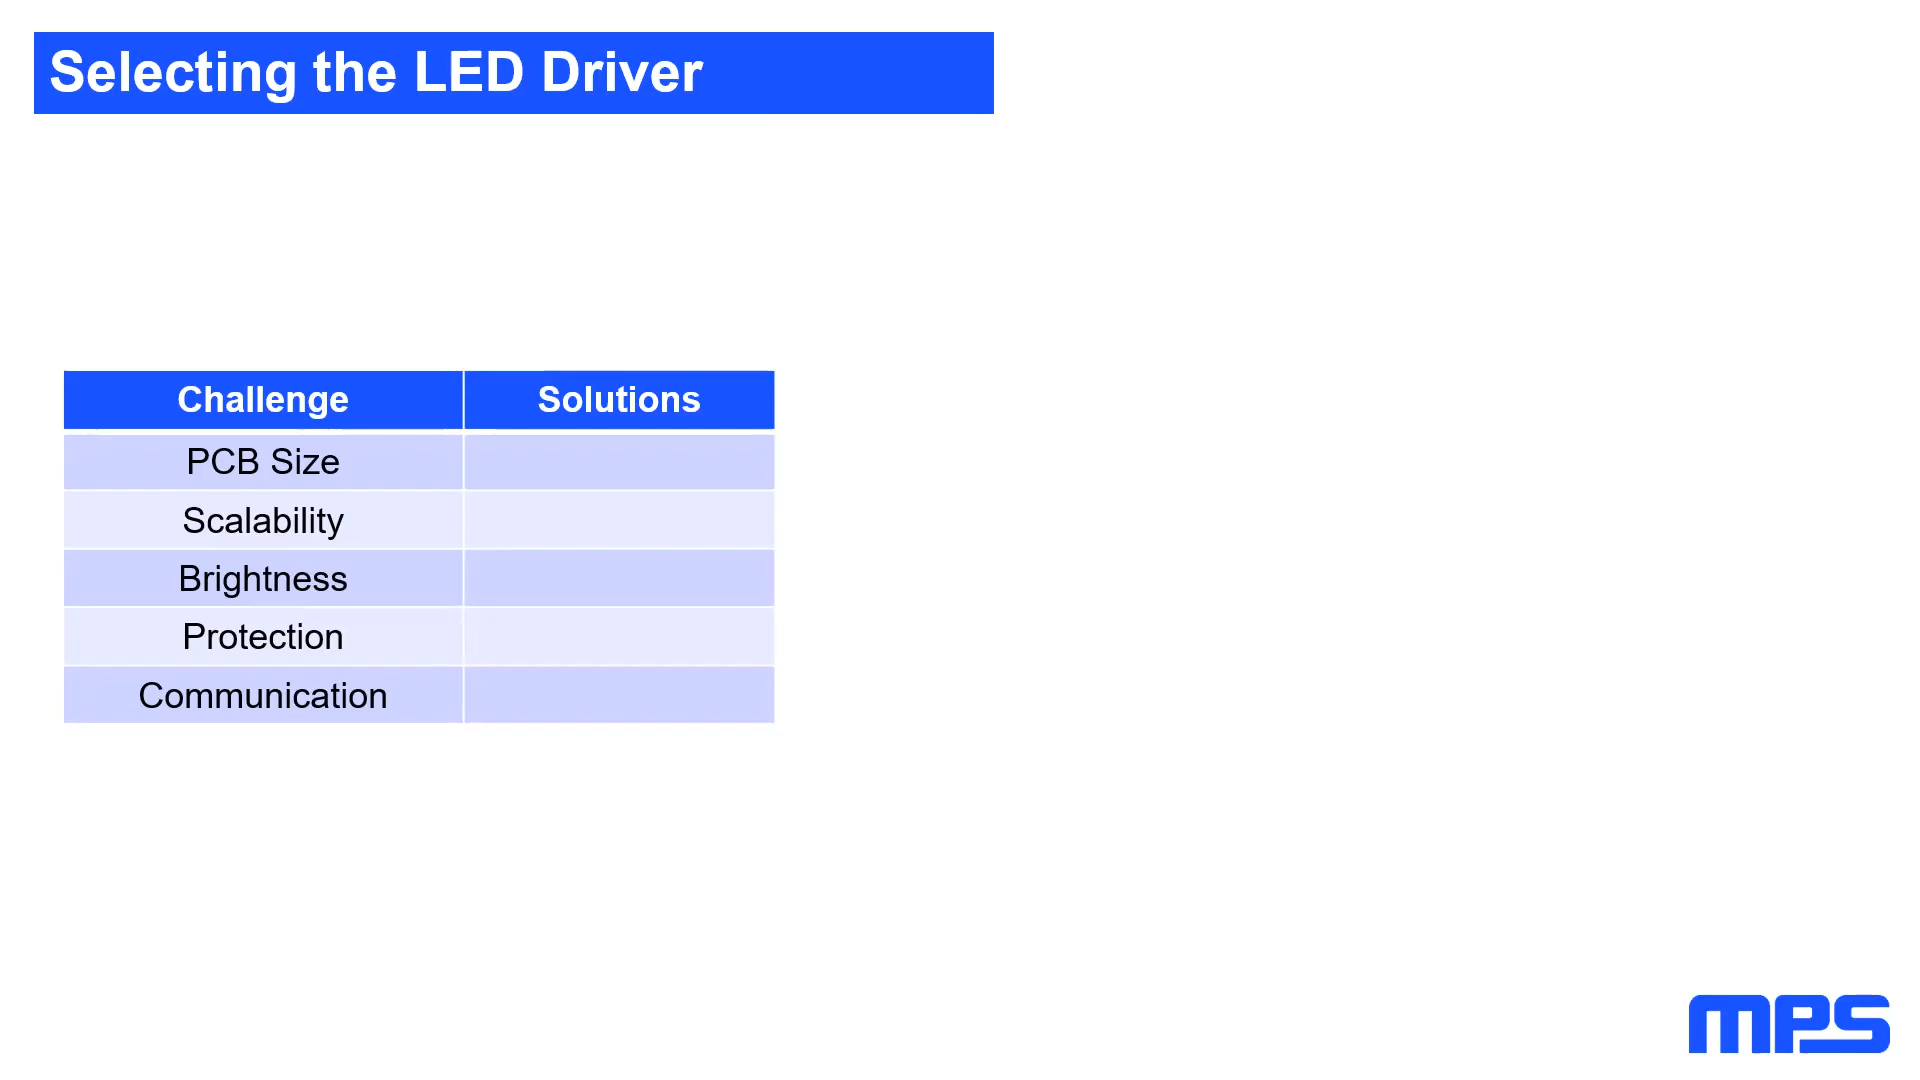 Selecting the LED Driver
Challenge Solutions
PCB Size
Scalability
Brightness
Protection
Communication
mps